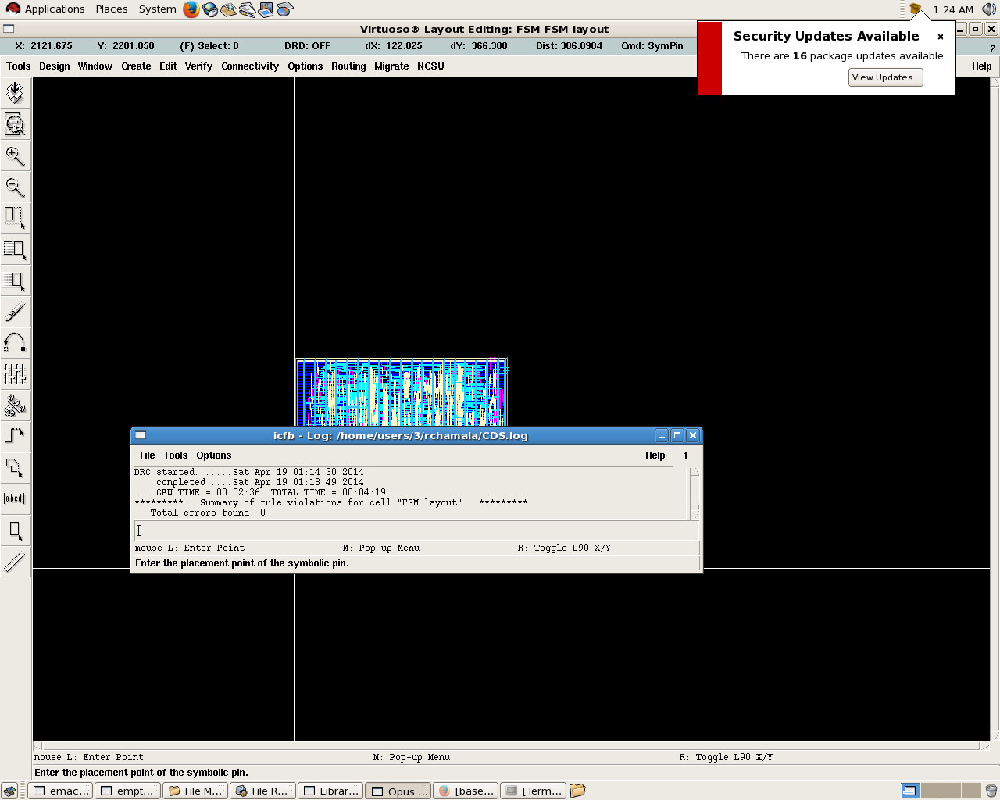 Applications Places System 1:24 AM
Virtuoso® Layout Editing: FSM FSM layout
X: 2121.675 Y: 2281.050 (F) Select: 0 DRD: OFF dX: 122.025 dY: 366.300 Dist: 386.0904 Cmd: SymPin 2
Security Updates Available
There are 16 package updates available.
View Updates...
Tools Design Window Create Edit Verify Connectivity Options Routing Migrate NCSU Help
[abcd]
icfb - Log: /home/users/3/rchamala/CDS.log
File Tools Options Help 1
DRC started.......Sat Apr 19 01:14:30 2014
completed ....Sat Apr 19 01:18:49 2014
CPU TIME = 00:02:36 TOTAL TIME = 00:04:19
********* Summary of rule violations for cell "FSM layout" *********
Total errors found: 0
mouse L: Enter Point M: Pop-up Menu R: Toggle L90 X/Y
Enter the placement point of the symbolic pin.
mouse L: Enter Point M: Pop-up Menu R: Toggle L90 X/Y
Enter the placement point of the symbolic pin.
emac... empt... File M... File R... Librar... Opus ... [base... [Term...